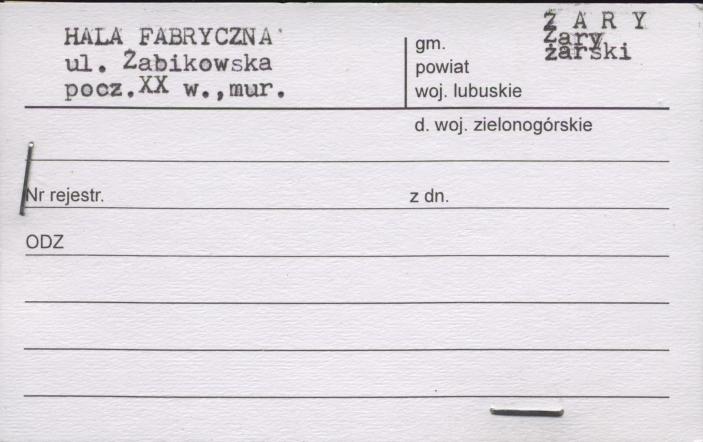 HALA FABRYCZNA
ul. Żabikowska
pocz.XX w.,mur.
Ż A R Y
gm. Żary
powiat żarski
woj. lubuskie
d. woj. zielonogórskie
Nr rejestr.
z dn.
ODZ